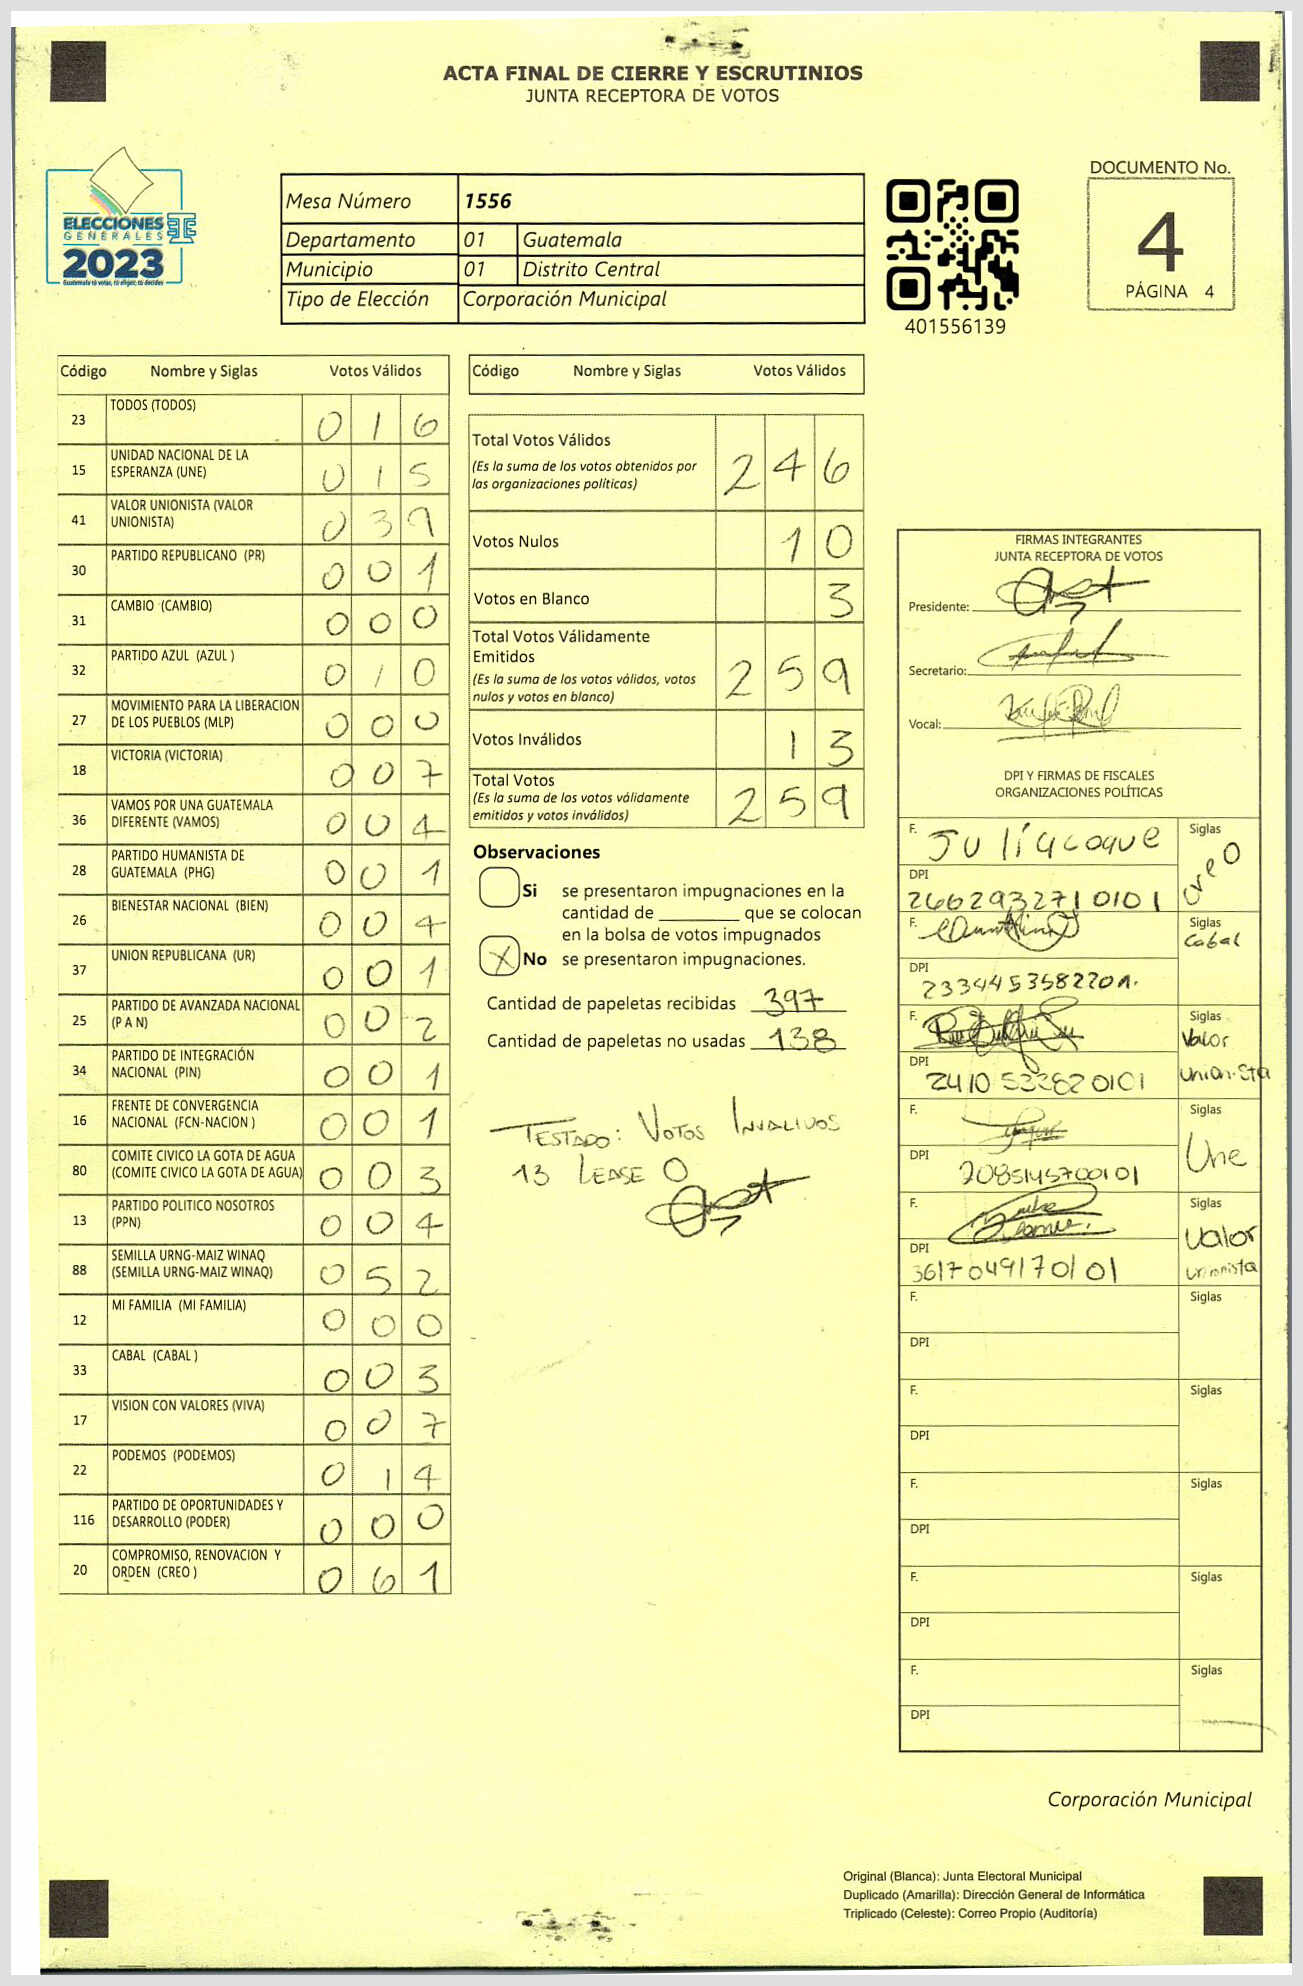 ACTA FINAL DE CIERRE Y ESCRUTINIOS
JUNTA RECEPTORA DE VOTOS
ELECCIONES
GENERALES
2023
Guatemala tú votas, tú eliges, tú decides
Mesa Número 1556
Departamento 01 Guatemala
Municipio 01 Distrito Central
Tipo de Elección Corporación Municipal
401556139
DOCUMENTO No.
4
PÁGINA 4
Código Nombre y Siglas Votos Válidos
23 TODOS (TODOS) 0 1 6
15 UNIDAD NACIONAL DE LA
ESPERANZA (UNE) 0 1 5
41 VALOR UNIONISTA (VALOR
UNIONISTA) 0 3 9
30 PARTIDO REPUBLICANO (PR) 0 0 1
31 CAMBIO (CAMBIO) 0 0 0
32 PARTIDO AZUL (AZUL ) 0 1 0
27 MOVIMIENTO PARA LA LIBERACION
DE LOS PUEBLOS (MLP) 0 0 0
18 VICTORIA (VICTORIA) 0 0 7
36 VAMOS POR UNA GUATEMALA
DIFERENTE (VAMOS) 0 0 4
28 PARTIDO HUMANISTA DE
GUATEMALA (PHG) 0 0 1
26 BIENESTAR NACIONAL (BIEN) 0 0 4
37 UNION REPUBLICANA (UR) 0 0 1
25 PARTIDO DE AVANZADA NACIONAL
(P A N) 0 0 2
34 PARTIDO DE INTEGRACIÓN
NACIONAL (PIN) 0 0 1
16 FRENTE DE CONVERGENCIA
NACIONAL (FCN-NACION ) 0 0 1
80 COMITE CIVICO LA GOTA DE AGUA
(COMITE CIVICO LA GOTA DE AGUA) 0 0 3
13 PARTIDO POLITICO NOSOTROS
(PPN) 0 0 4
88 SEMILLA URNG-MAIZ WINAQ
(SEMILLA URNG-MAIZ WINAQ) 0 5 2
12 MI FAMILIA (MI FAMILIA) 0 0 0
33 CABAL (CABAL ) 0 0 3
17 VISION CON VALORES (VIVA) 0 0 7
22 PODEMOS (PODEMOS) 0 1 4
116 PARTIDO DE OPORTUNIDADES Y
DESARROLLO (PODER) 0 0 0
20 COMPROMISO, RENOVACION Y
ORDEN (CREO ) 0 6 1
Código Nombre y Siglas Votos Válidos
Total Votos Válidos 2 4 6
(Es la suma de los votos obtenidos por
las organizaciones políticas)
Votos Nulos 1 0
Votos en Blanco 3
Total Votos Válidamente
Emitidos 2 5 9
(Es la suma de los votos válidos, votos
nulos y votos en blanco)
Votos Inválidos 1 3
Total Votos 2 5 9
(Es la suma de los votos válidamente
emitidos y votos inválidos)
Observaciones
Si se presentaron impugnaciones en la
cantidad de ________ que se colocan
en la bolsa de votos impugnados
X No se presentaron impugnaciones.
Cantidad de papeletas recibidas 397
Cantidad de papeletas no usadas 138
TESTADO: VOTOS INVALIDOS
13 LEASE 0
FIRMAS INTEGRANTES
JUNTA RECEPTORA DE VOTOS
Presidente:
Secretario:
Vocal:
DPI Y FIRMAS DE FISCALES
ORGANIZACIONES POLÍTICAS
F. Siglas
Creo
DPI
2662932710101
F. Siglas
Cabal
DPI
F. Siglas
Valor
Unionista
DPI
F. Siglas
Une
DPI
F. Siglas
Valor
unionista
DPI
3617049170101
F. Siglas
DPI
F. Siglas
DPI
F. Siglas
DPI
F. Siglas
DPI
F. Siglas
DPI
Corporación Municipal
Original (Blanca): Junta Electoral Municipal
Duplicado (Amarilla): Dirección General de Informática
Triplicado (Celeste): Correo Propio (Auditoría)